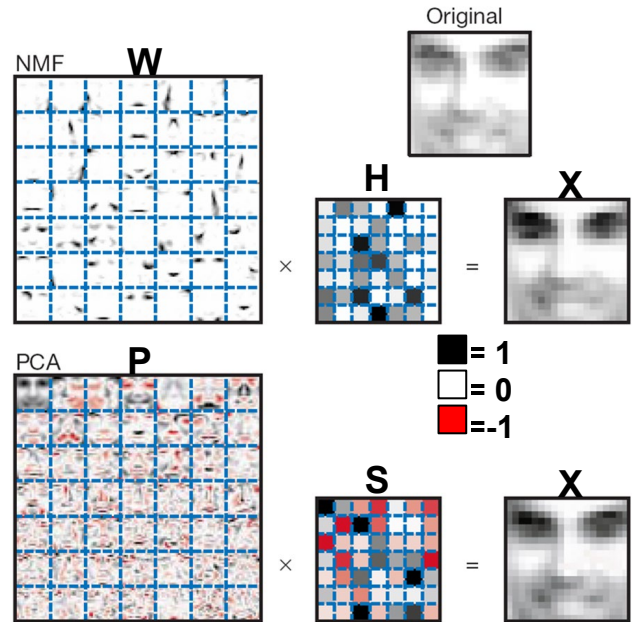 Original
NMF W
H
X
×
=
= 1
= 0
=-1
PCA P
S
X
×
=